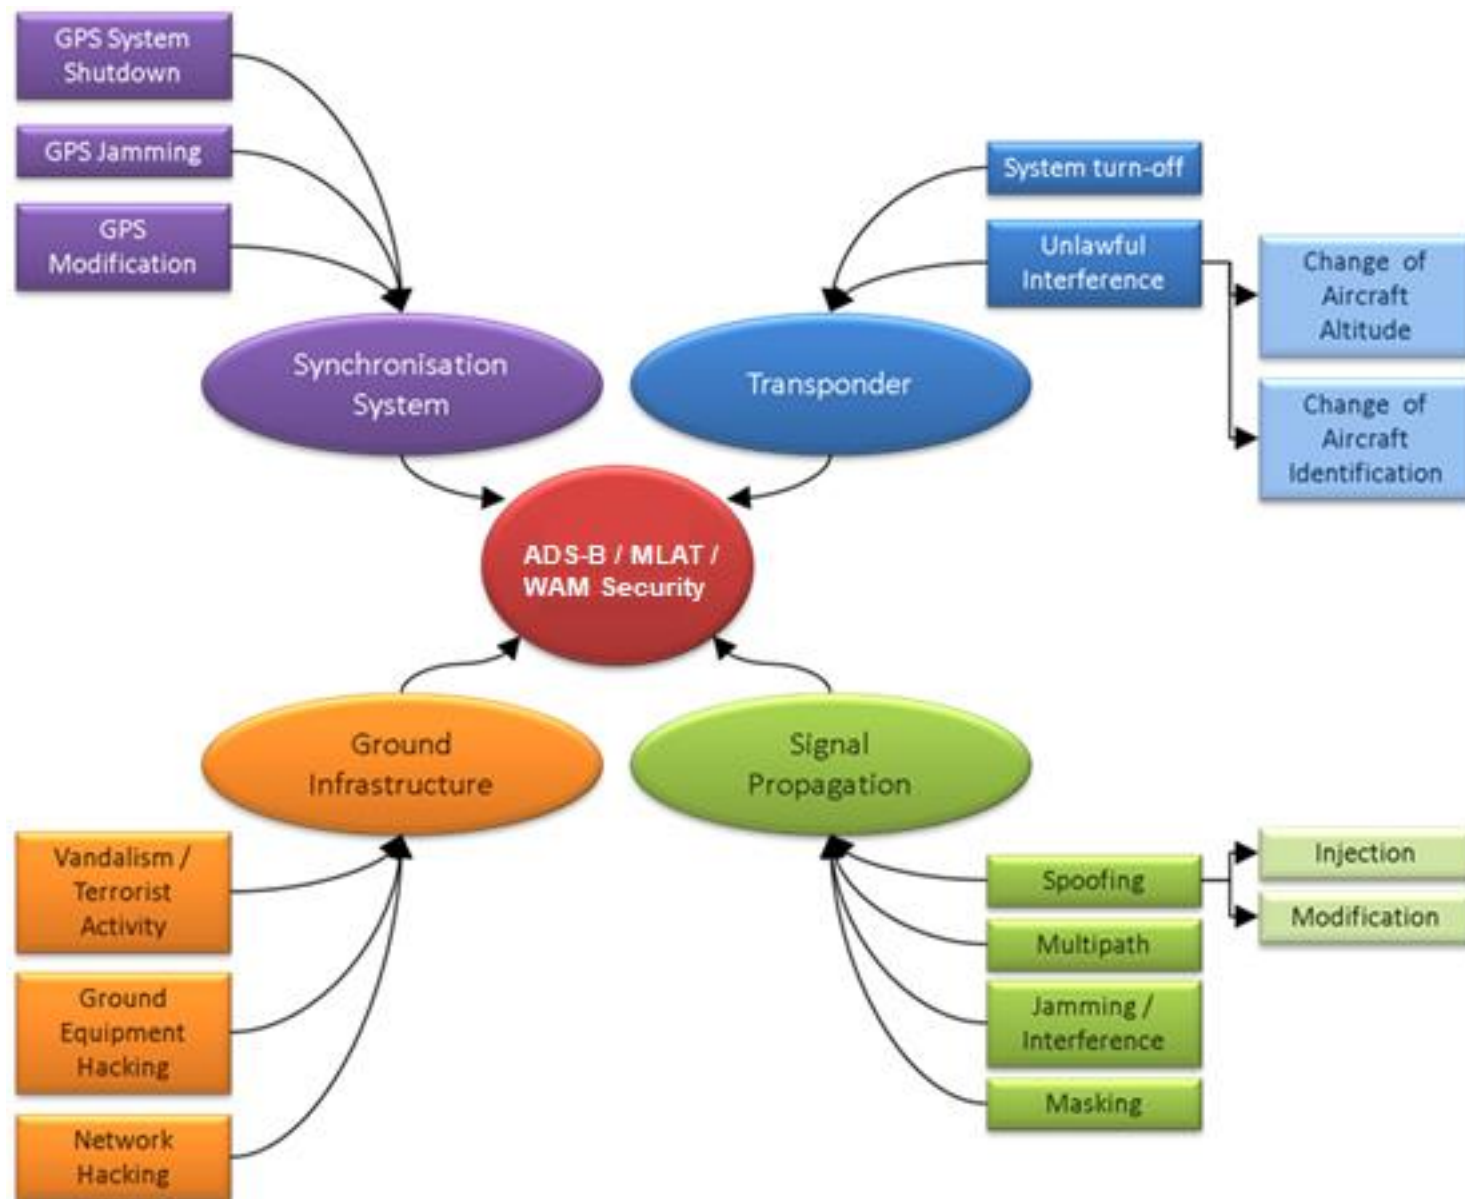 GPS System
Shutdown
GPS Jamming
GPS
Modification
Synchronisation
System
System turn-off
Unlawful
Interference
Change of
Aircraft
Altitude
Change of
Aircraft
Identification
Transponder
ADS-B / MLAT /
WAM Security
Ground
Infrastructure
Vandalism /
Terrorist
Activity
Ground
Equipment
Hacking
Network
Hacking
Signal
Propagation
Spoofing
Injection
Modification
Multipath
Jamming /
Interference
Masking